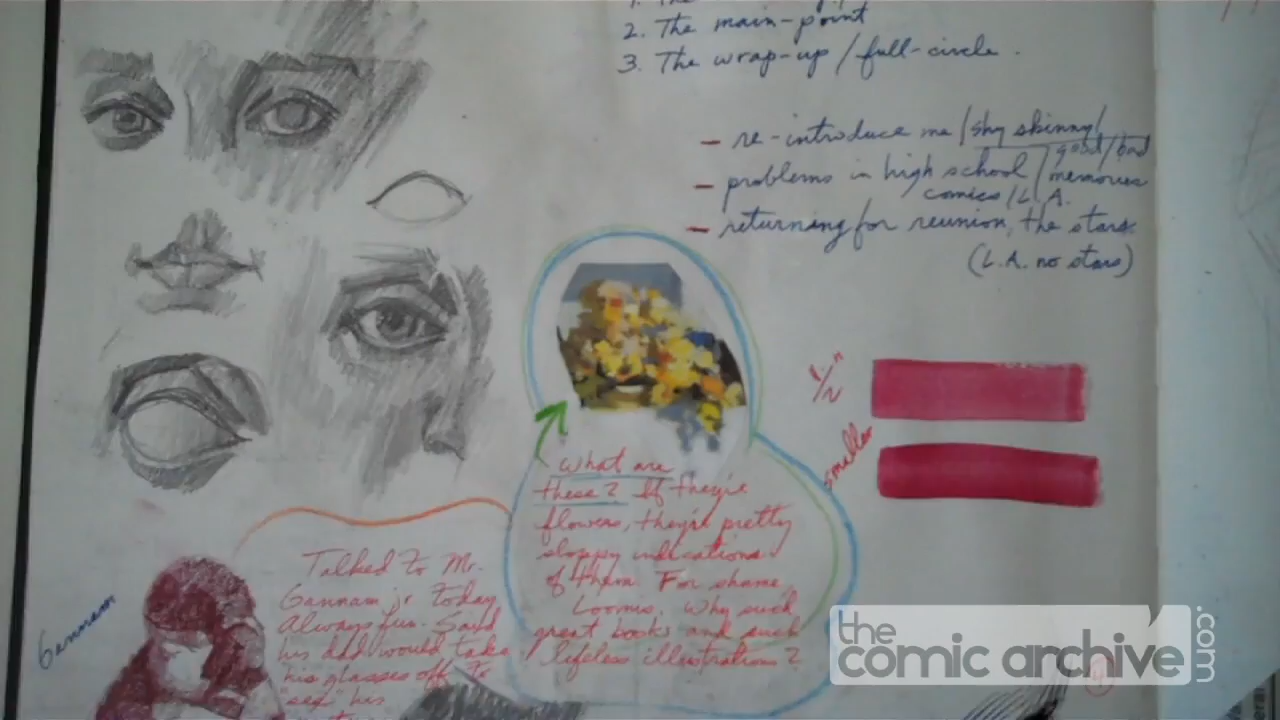 2. The main-point
3. The wrap-up / full-circle.
– re-introduce me / shy skinny /
good/bad
– problems in high school / memories
comics / L.A.
– returning for reunion, the stars
(L.A. no stars)
1/2"
smaller
What are
these? If they're
flowers, they're pretty
sloppy indications
of them. For shame,
Loomis. Why such
great books and such
lifeless illustrations?
Talked to Mr.
Gannam jr today
Always fun. Said
his dad would take
his glasses off to
"see" his
Gannam
the
comic archive
.com